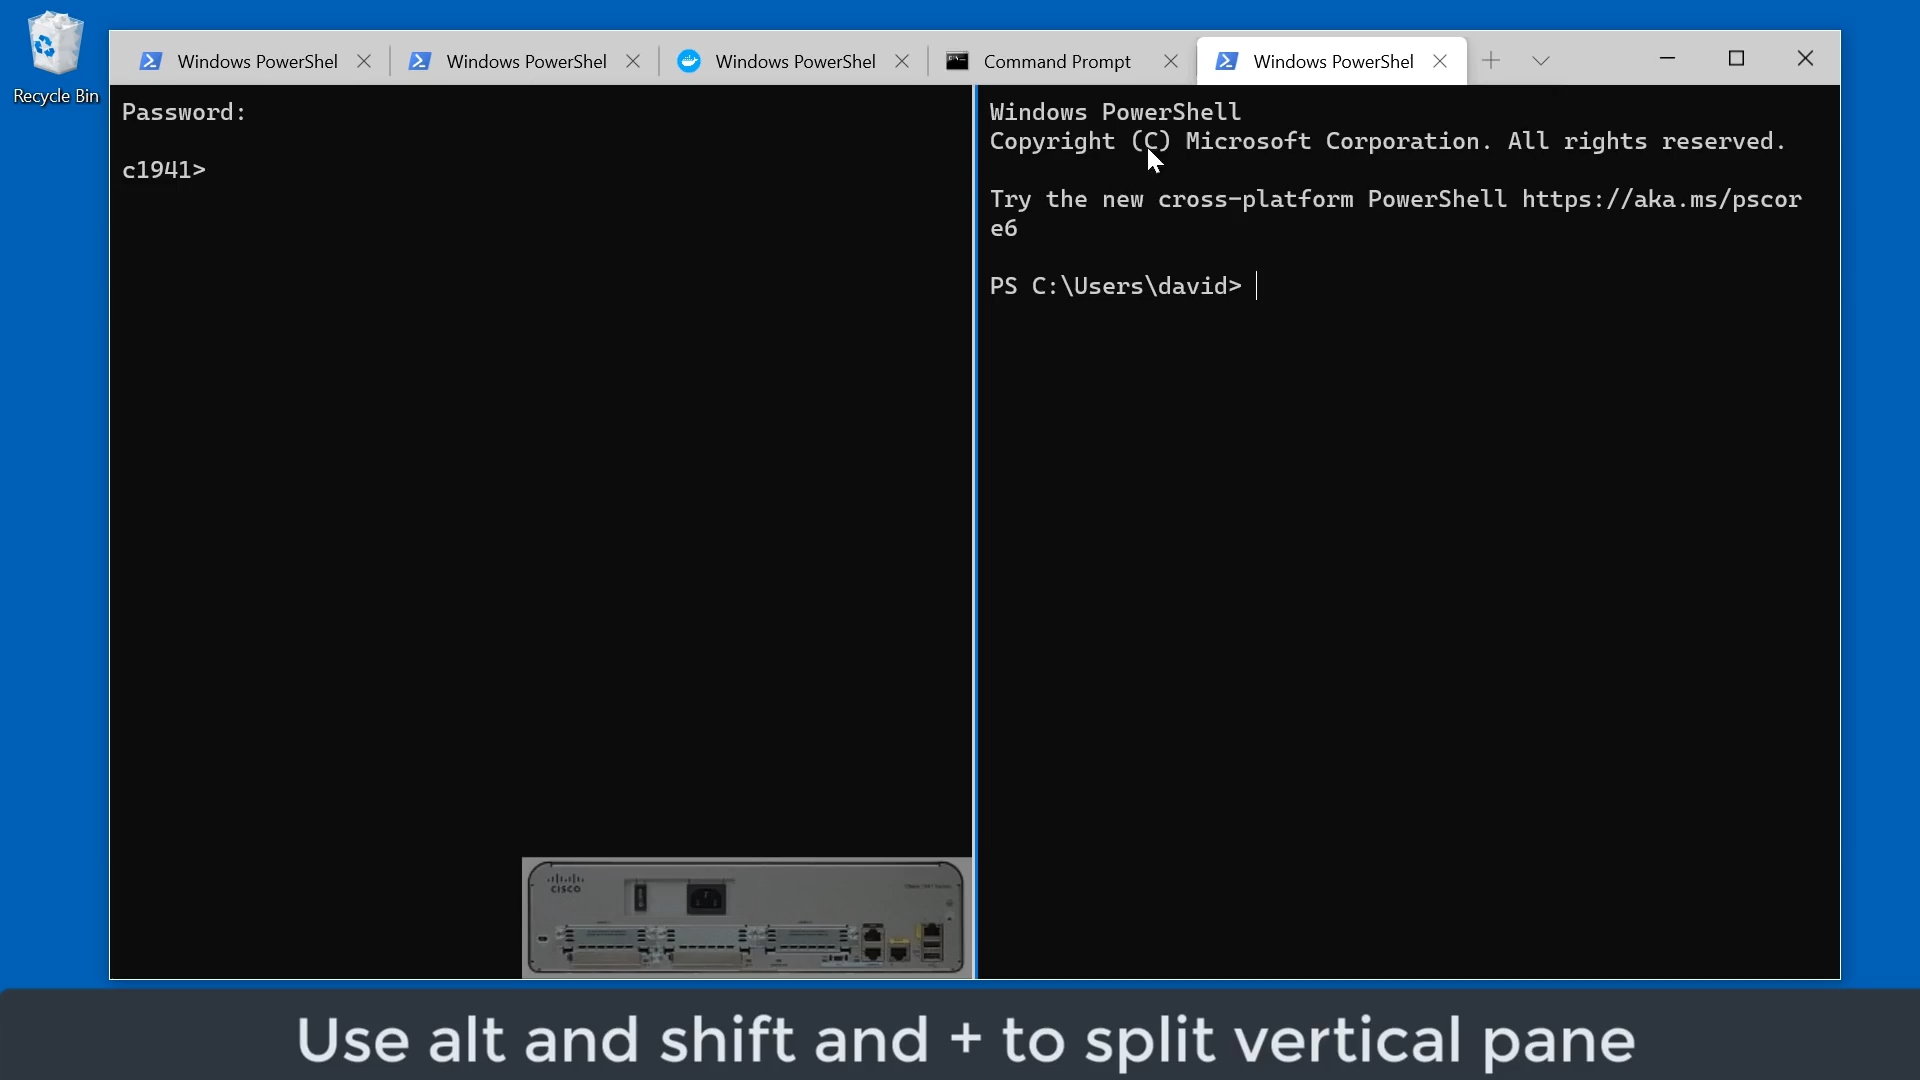 Recycle Bin
Windows PowerShel
Windows PowerShel
Windows PowerShel
Command Prompt
Windows PowerShel
Password:
c1941>
Windows PowerShell
Copyright (C) Microsoft Corporation. All rights reserved.
Try the new cross-platform PowerShell https://aka.ms/pscor
e6
PS C:\Users\david>
CISCO
Use alt and shift and + to split vertical pane